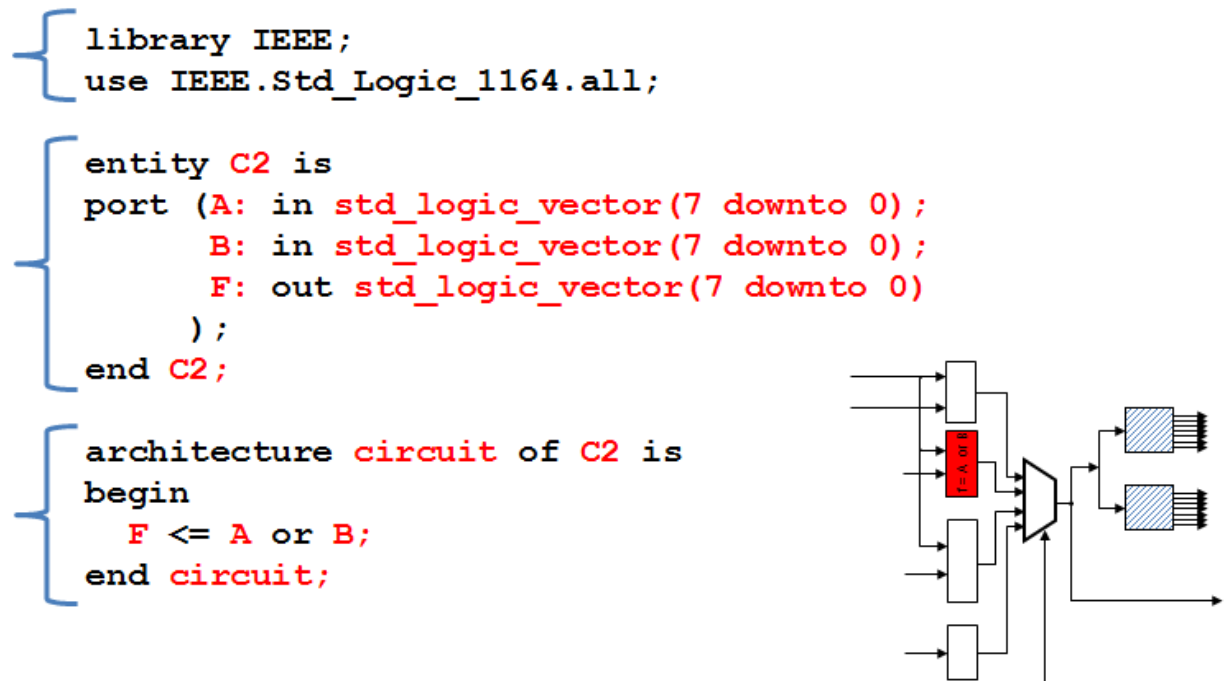 library IEEE;
use IEEE.Std_Logic_1164.all;
entity C2 is
port (A: in std_logic_vector(7 downto 0);
B: in std_logic_vector(7 downto 0);
F: out std_logic_vector(7 downto 0)
);
end C2;
architecture circuit of C2 is
begin
F <= A or B;
end circuit;
f= A or B